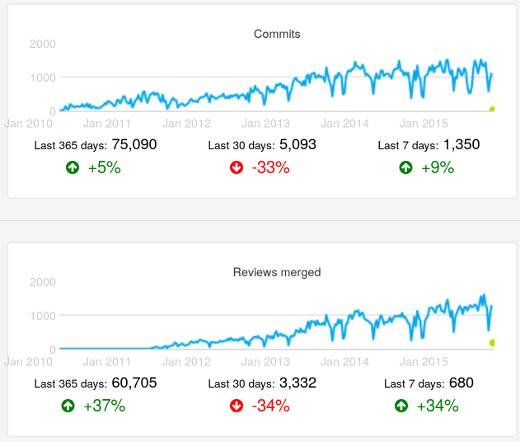 Commits
2000
1000
0
Jan 2010 Jan 2011 Jan 2012 Jan 2013 Jan 2014 Jan 2015
Last 365 days: 75,090 Last 30 days: 5,093 Last 7 days: 1,350
+5% -33% +9%
Reviews merged
2000
1000
0
Jan 2010 Jan 2011 Jan 2012 Jan 2013 Jan 2014 Jan 2015
Last 365 days: 60,705 Last 30 days: 3,332 Last 7 days: 680
+37% -34% +34%